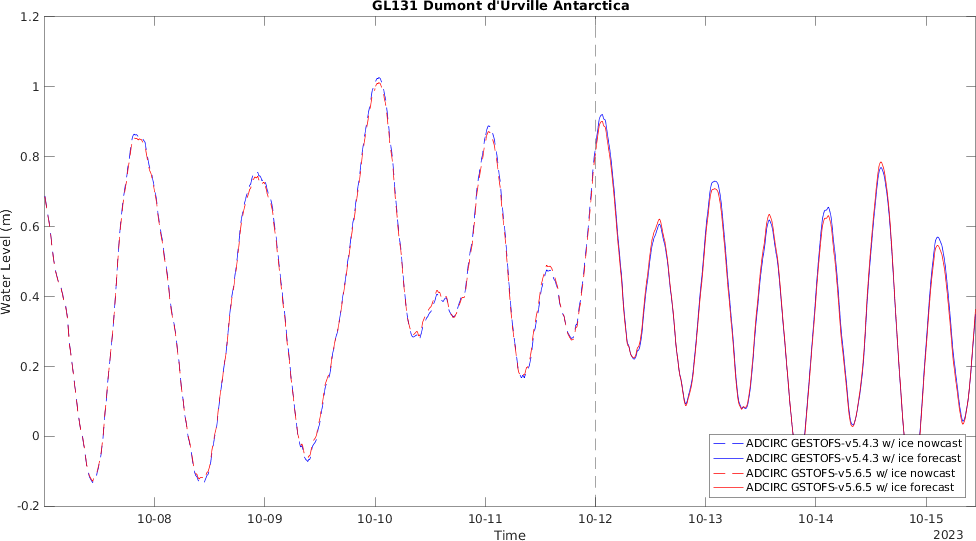 GL131 Dumont d'Urville Antarctica
1.2
1
0.8
0.6
0.4
0.2
0
-0.2
Water Level (m)
ADCIRC GESTOFS-v5.4.3 w/ ice nowcast
ADCIRC GESTOFS-v5.4.3 w/ ice forecast
ADCIRC GSTOFS-v5.6.5 w/ ice nowcast
ADCIRC GSTOFS-v5.6.5 w/ ice forecast
10-08 10-09 10-10 10-11 10-12 10-13 10-14 10-15
Time
2023